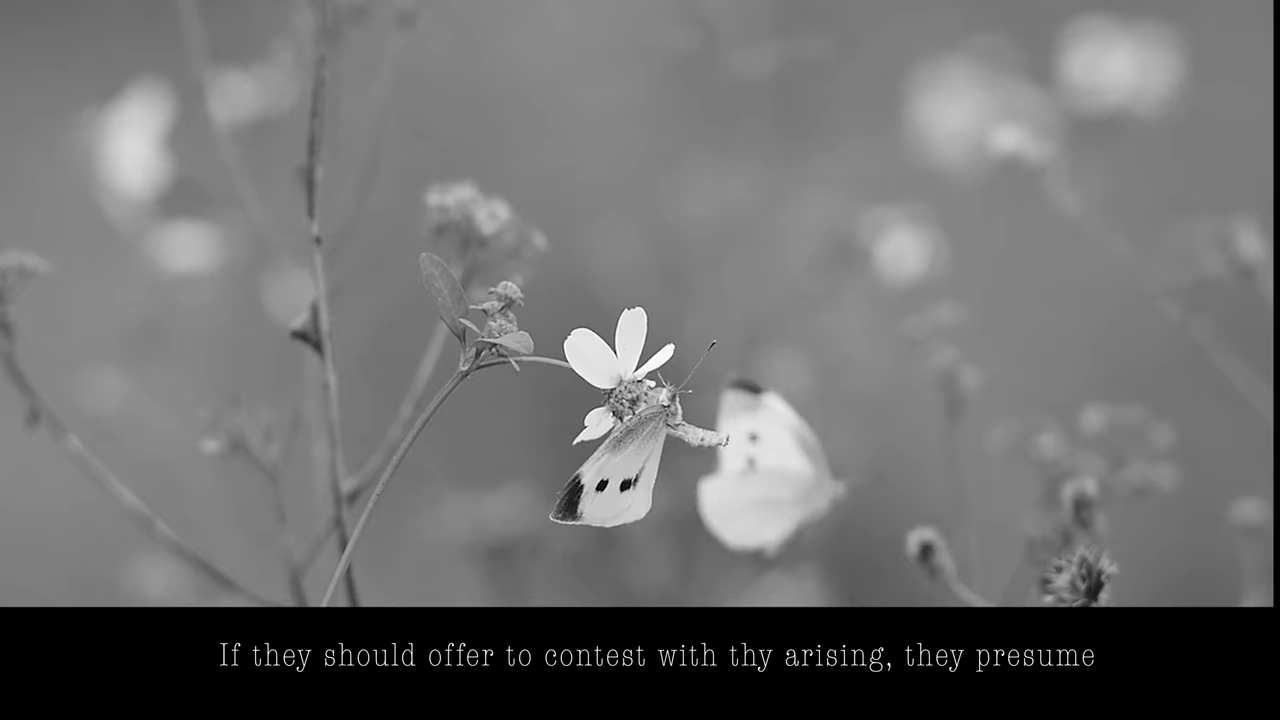 If they should offer to contest with thy arising, they presume